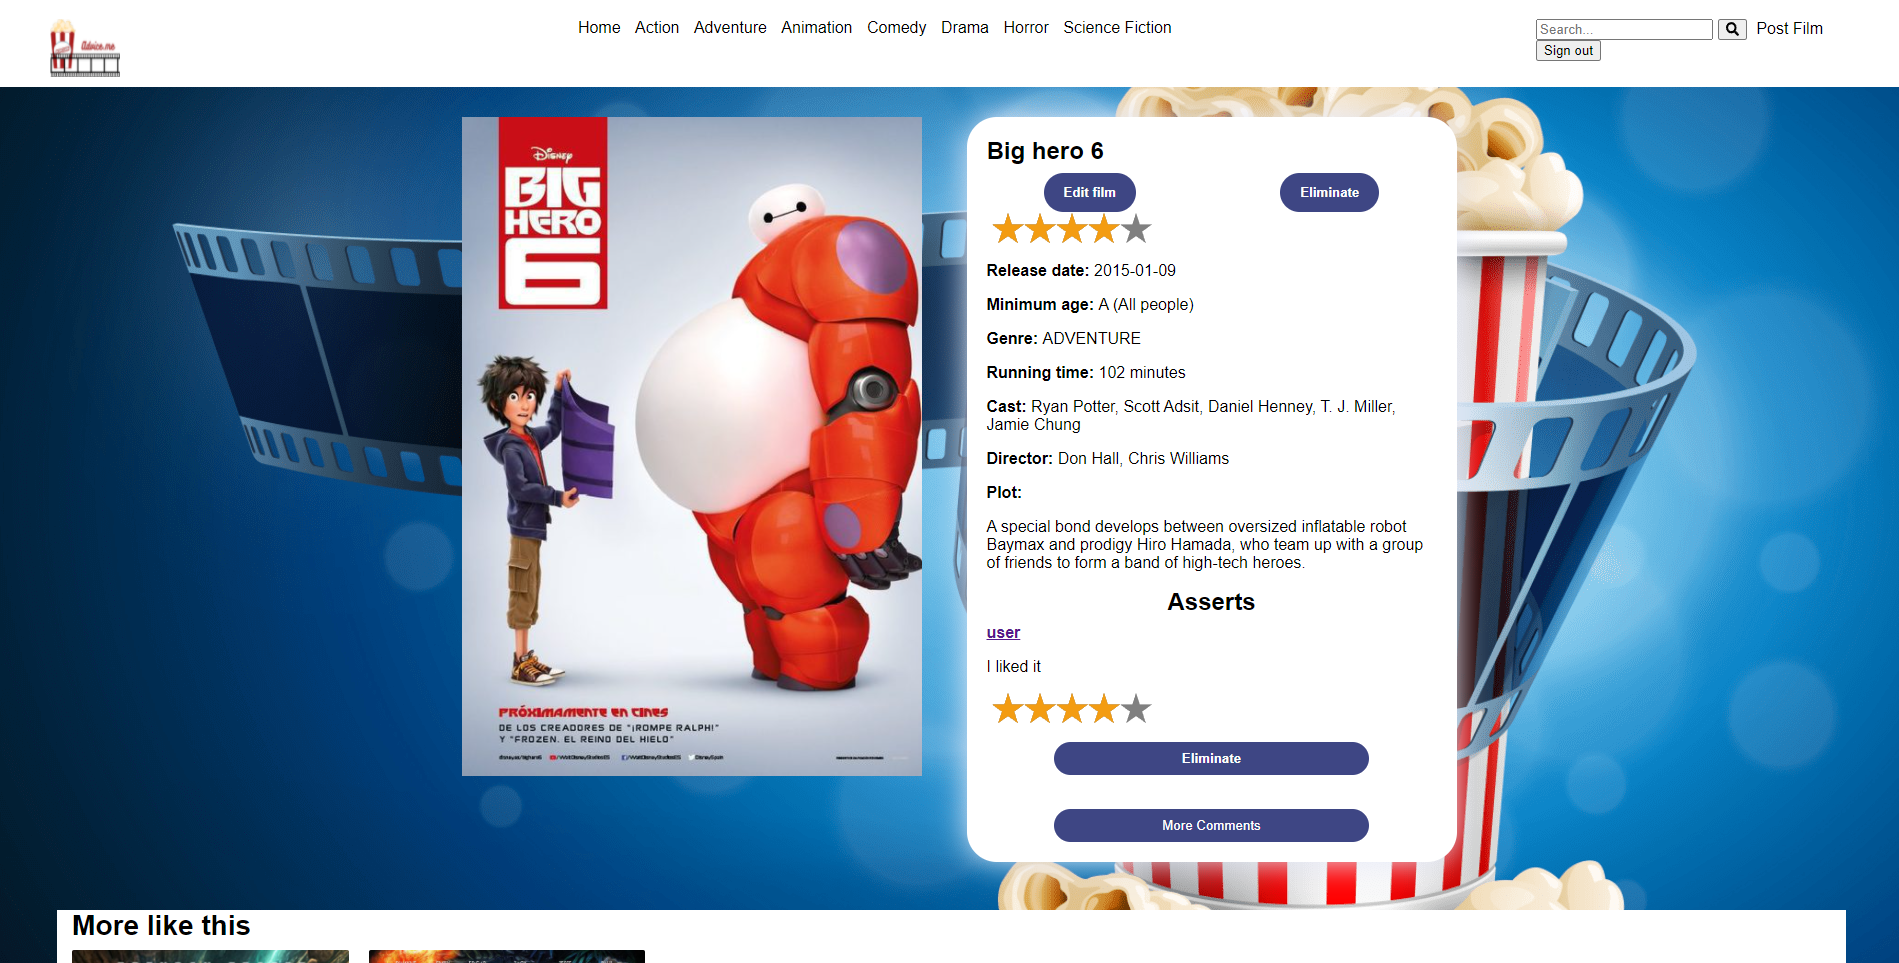 Advice.me
Home Action Adventure Animation Comedy Drama Horror Science Fiction
Search...
Post Film
Sign out
Disney
BIG
HERO
6
PRÓXIMAMENTE EN CINES
DE LOS CREADORES DE "¡ROMPE RALPH!"
Y "FROZEN. EL REINO DEL HIELO"
Big hero 6
Edit film
Eliminate
Release date: 2015-01-09
Minimum age: A (All people)
Genre: ADVENTURE
Running time: 102 minutes
Cast: Ryan Potter, Scott Adsit, Daniel Henney, T. J. Miller,
Jamie Chung
Director: Don Hall, Chris Williams
Plot:
A special bond develops between oversized inflatable robot
Baymax and prodigy Hiro Hamada, who team up with a group
of friends to form a band of high-tech heroes.
Asserts
user
I liked it
Eliminate
More Comments
More like this